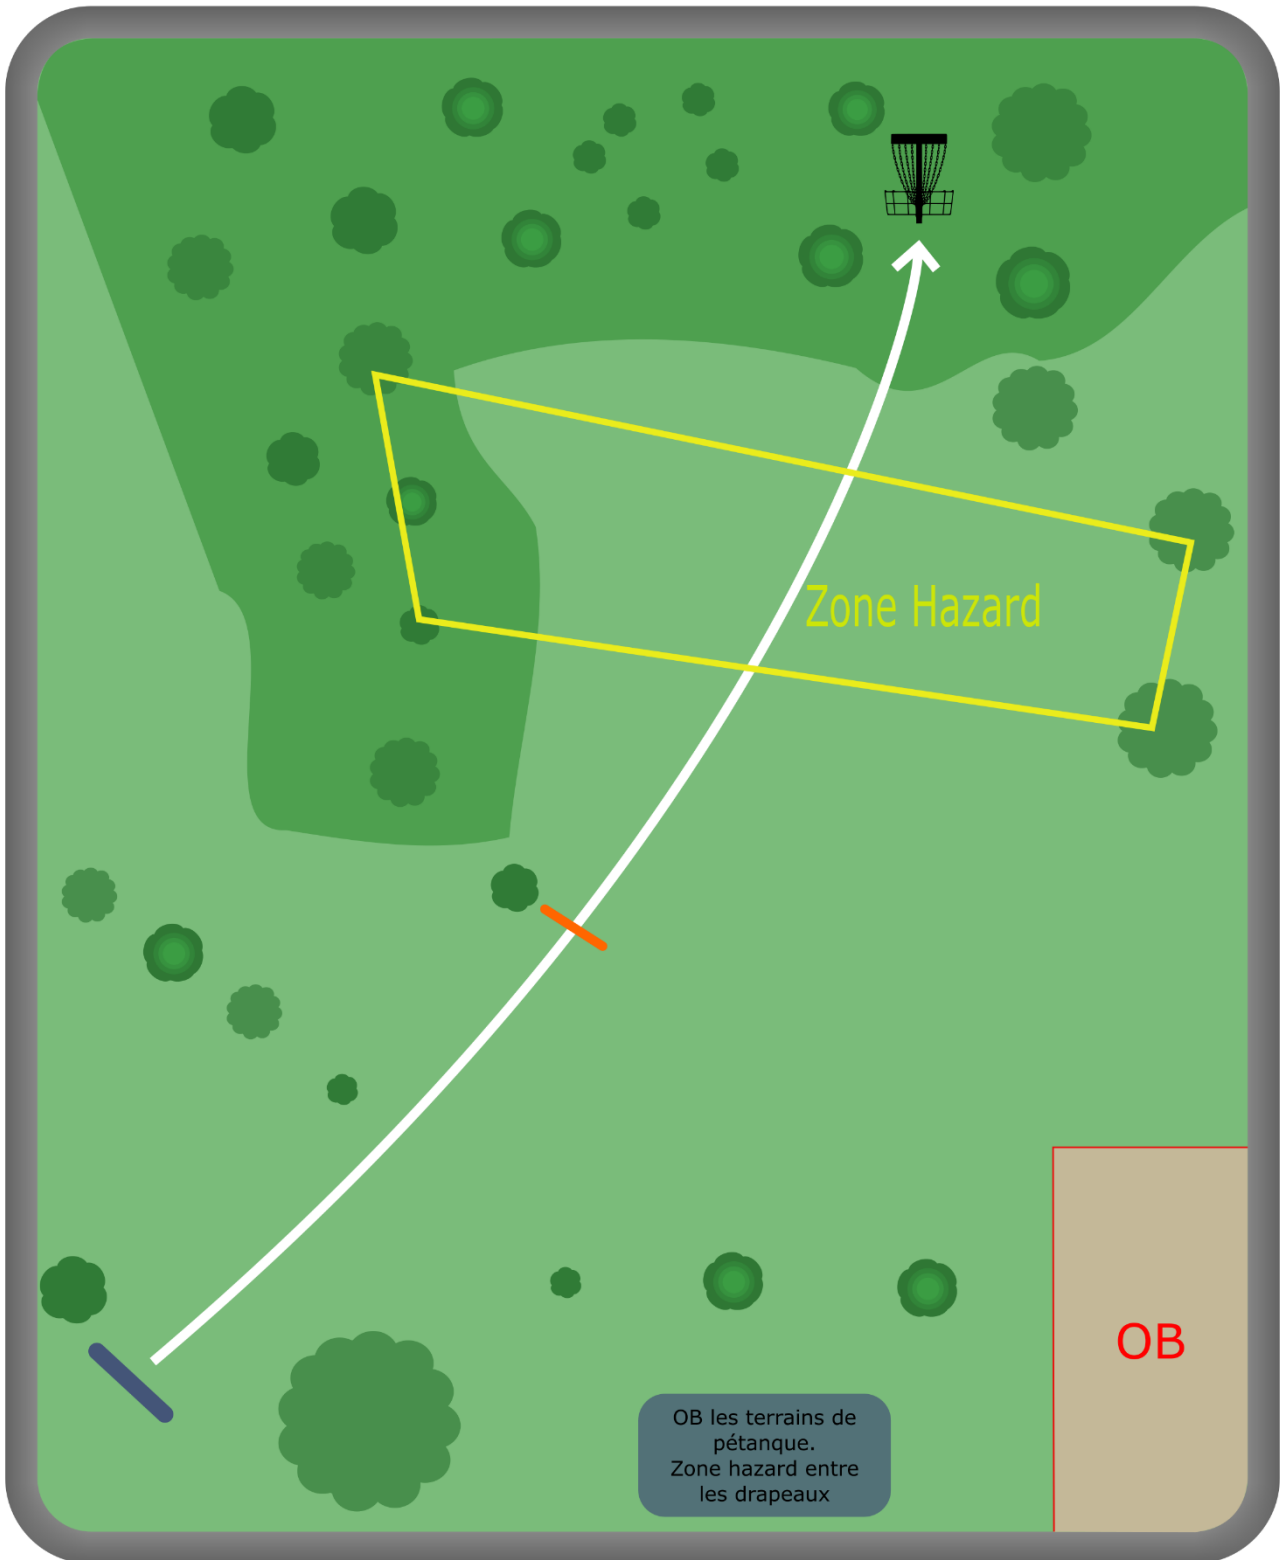 Zone Hazard
OB
OB les terrains de
pétanque.
Zone hazard entre
les drapeaux